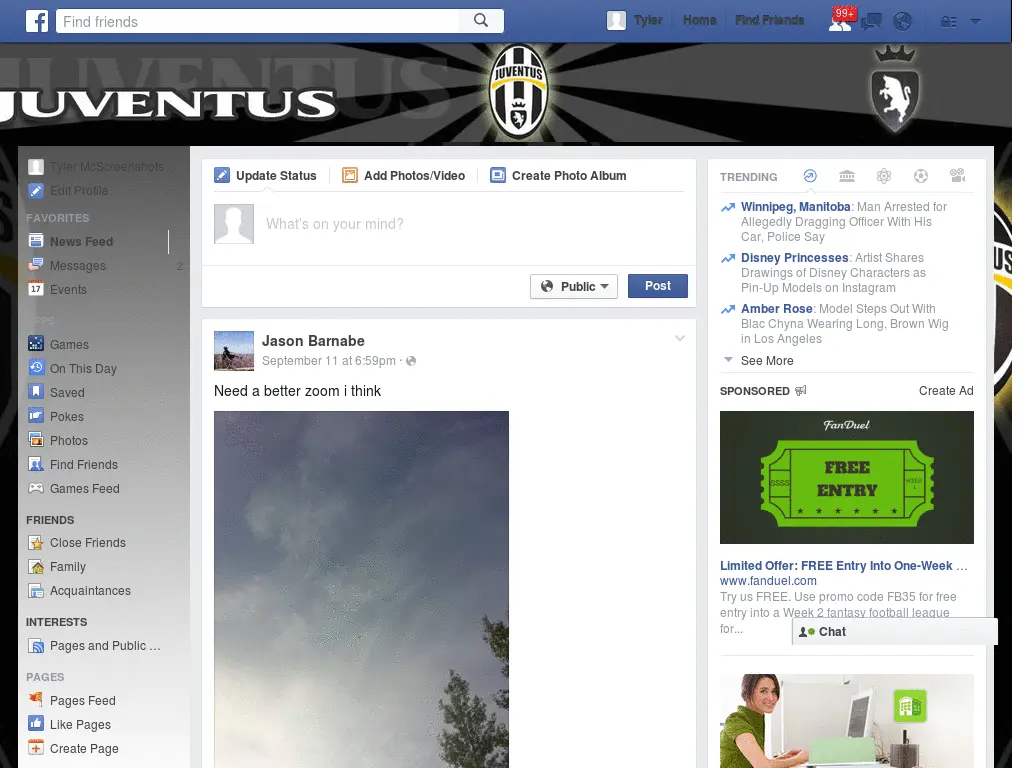 Find friends
Tyler
Home
Find Friends
99+
JUVENTUS
JUVENTUS
JUVENTUS
Tyler McScreenshots
Edit Profile
FAVORITES
News Feed
Messages 2
17 Events
Games
On This Day
Saved
Pokes
Photos
Find Friends
Games Feed
FRIENDS
Close Friends
Family
Acquaintances
INTERESTS
Pages and Public ...
PAGES
Pages Feed
Like Pages
Create Page
Update Status
Add Photos/Video
Create Photo Album
What's on your mind?
Public
Post
Jason Barnabe
September 11 at 6:59pm ·
Need a better zoom i think
TRENDING
Winnipeg, Manitoba: Man Arrested for
Allegedly Dragging Officer With His
Car, Police Say
Disney Princesses: Artist Shares
Drawings of Disney Characters as
Pin-Up Models on Instagram
Amber Rose: Model Steps Out With
Blac Chyna Wearing Long, Brown Wig
in Los Angeles
See More
SPONSORED
Create Ad
FanDuel
FREE
ENTRY
Limited Offer: FREE Entry Into One-Week ...
www.fanduel.com
Try us FREE. Use promo code FB35 for free
entry into a Week 2 fantasy football league
for...
Chat